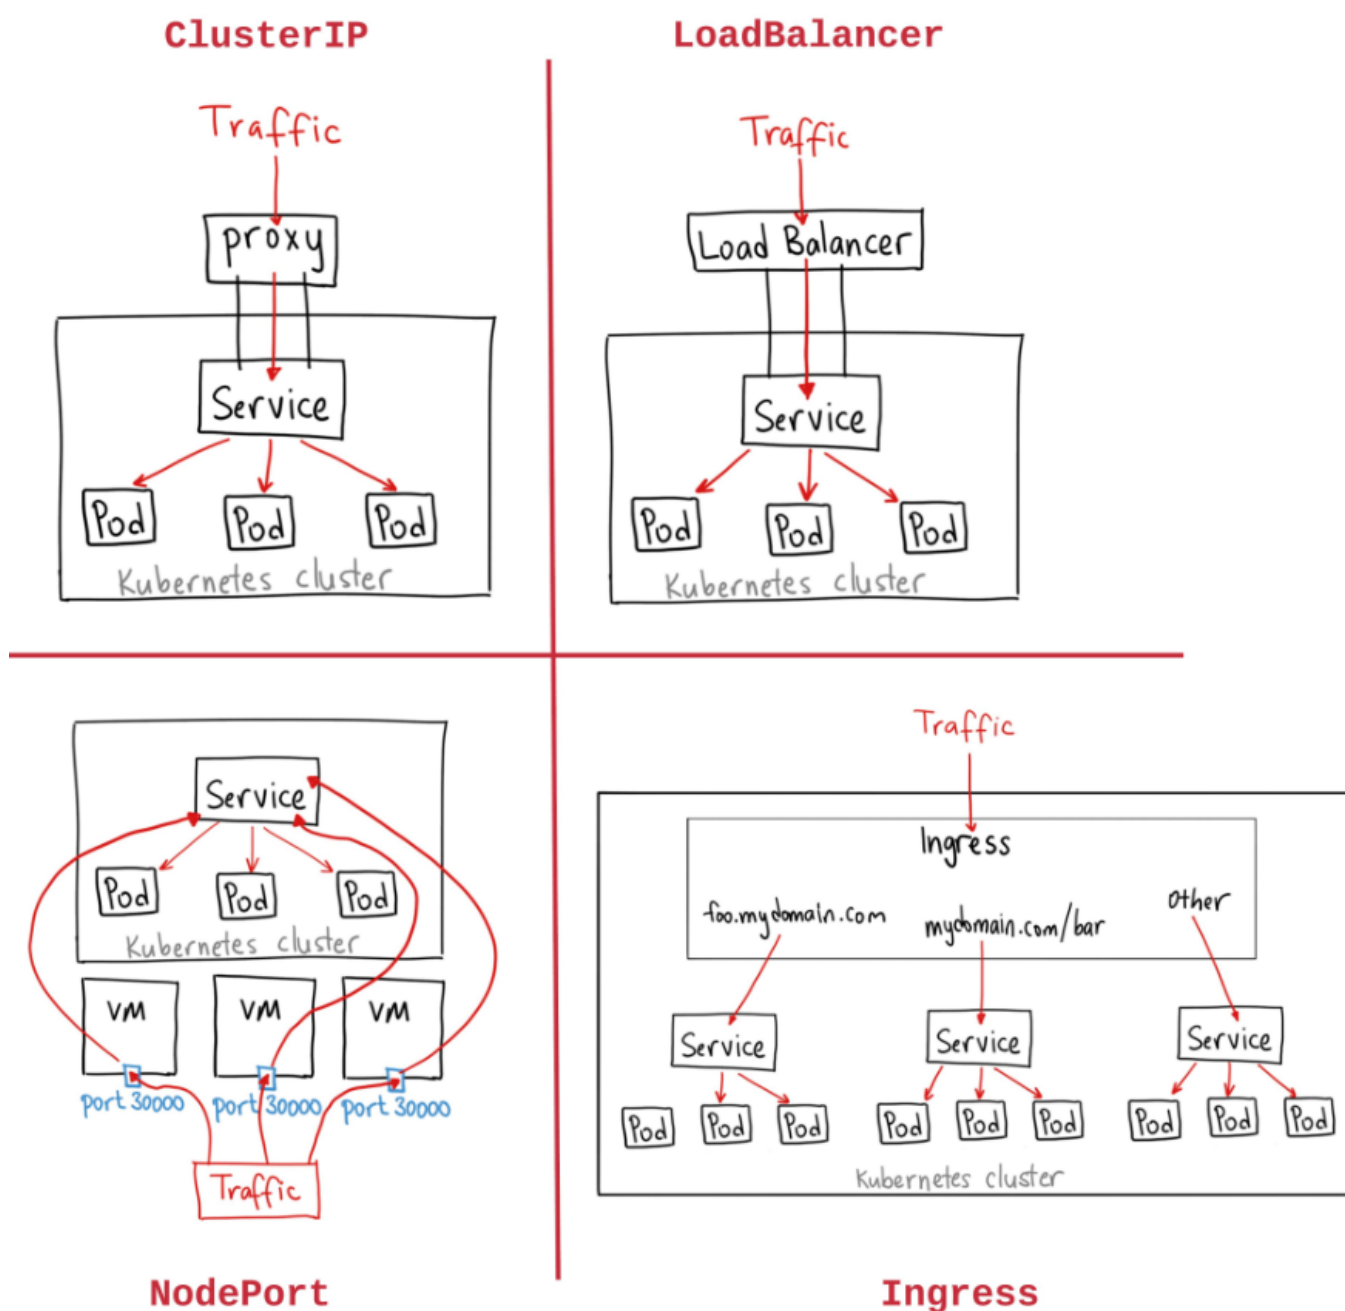 ClusterIP
Traffic
proxy
Service
Pod Pod Pod
Kubernetes cluster
LoadBalancer
Traffic
Load Balancer
Service
Pod Pod Pod
Kubernetes cluster
Service
Pod Pod Pod
Kubernetes cluster
VM VM VM
port 30000 port 30000 port 30000
Traffic
NodePort
Traffic
Ingress
foo.mydomain.com mydomain.com/bar Other
Service Service Service
Pod Pod Pod Pod Pod Pod Pod Pod Pod
Kubernetes cluster
Ingress